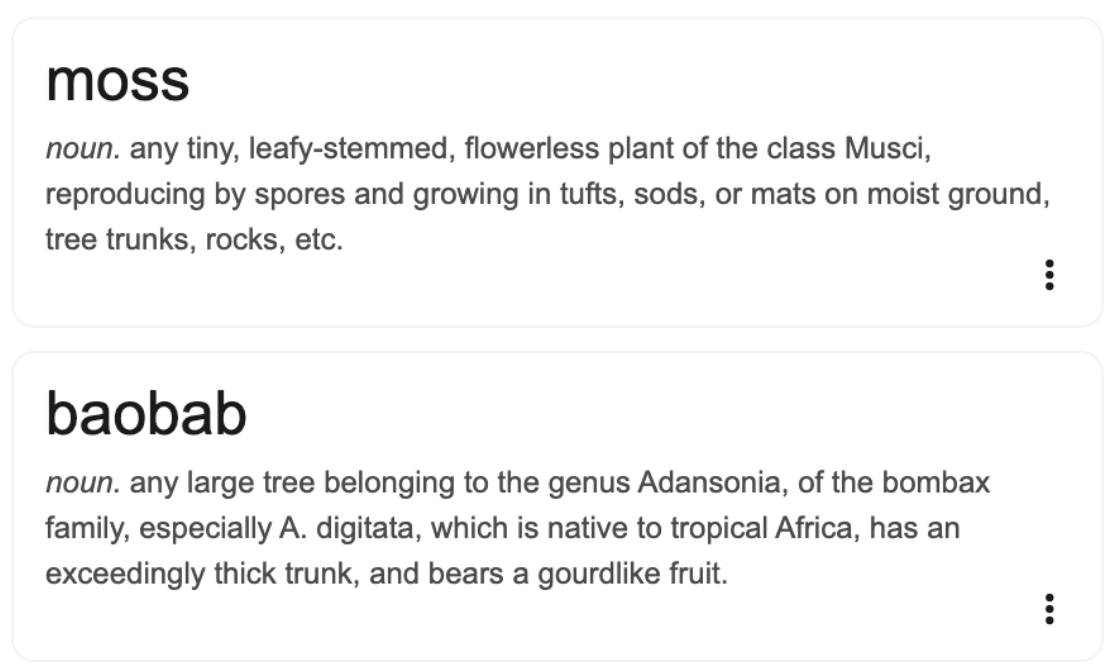 moss
noun. any tiny, leafy-stemmed, flowerless plant of the class Musci,
reproducing by spores and growing in tufts, sods, or mats on moist ground,
tree trunks, rocks, etc.
baobab
noun. any large tree belonging to the genus Adansonia, of the bombax
family, especially A. digitata, which is native to tropical Africa, has an
exceedingly thick trunk, and bears a gourdlike fruit.